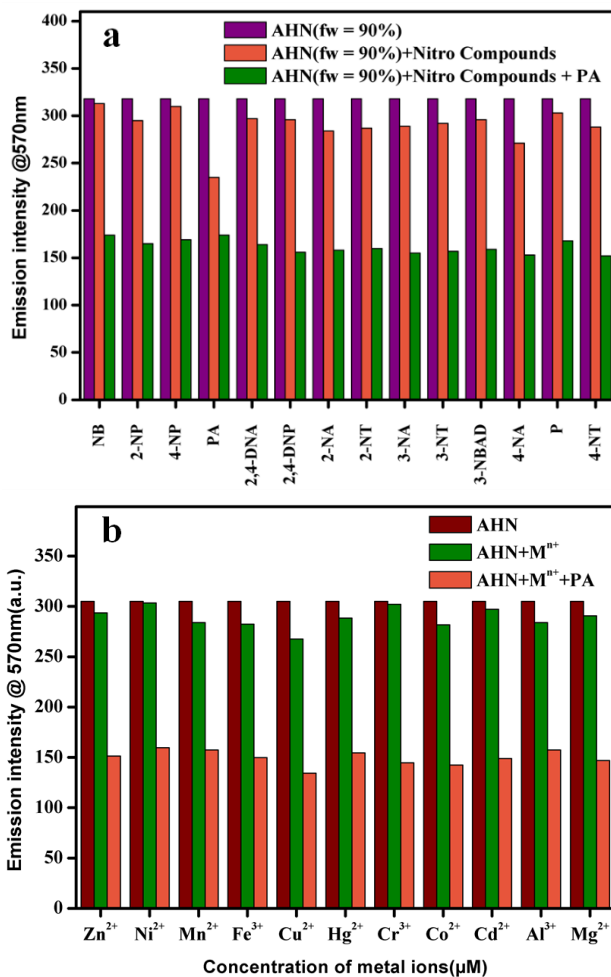 a
AHN(fw = 90%)
AHN(fw = 90%)+Nitro Compounds
AHN(fw = 90%)+Nitro Compounds + PA
Emission intensity @570nm
400
350
300
250
200
150
100
50
0
NB
2-NP
4-NP
PA
2,4-DNA
2,4-DNP
2-NA
2-NT
3-NA
3-NT
3-NBAD
4-NA
P
4-NT
b
AHN
AHN+Mⁿ⁺
AHN+Mⁿ⁺+PA
Emission intensity @ 570nm(a.u.)
350
300
250
200
150
100
50
0
Zn²⁺ Ni²⁺ Mn²⁺ Fe³⁺ Cu²⁺ Hg²⁺ Cr³⁺ Co²⁺ Cd²⁺ Al³⁺ Mg²⁺
Concentration of metal ions(µM)